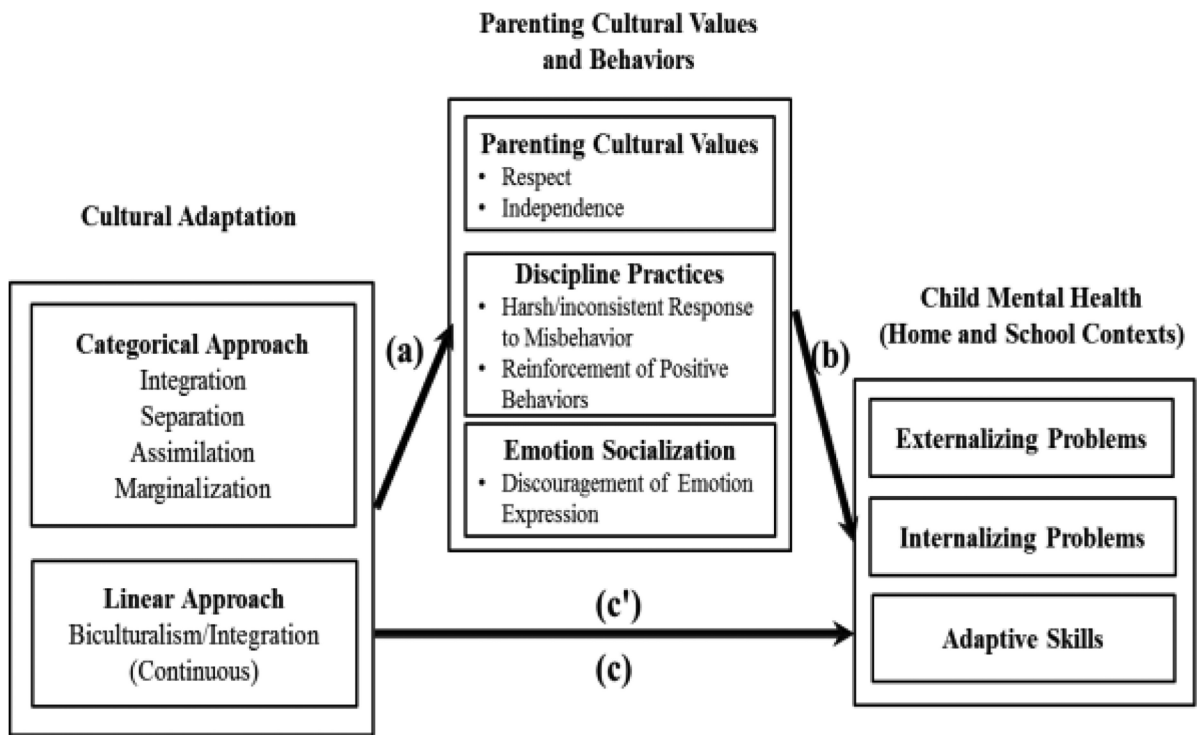 Parenting Cultural Values
and Behaviors
Parenting Cultural Values
• Respect
• Independence
Cultural Adaptation
Discipline Practices
• Harsh/inconsistent Response
to Misbehavior
• Reinforcement of Positive
Behaviors
Emotion Socialization
• Discouragement of Emotion
Expression
Categorical Approach
Integration
Separation
Assimilation
Marginalization
Linear Approach
Biculturalism/Integration
(Continuous)
(a)
(b)
(c')
(c)
Child Mental Health
(Home and School Contexts)
Externalizing Problems
Internalizing Problems
Adaptive Skills